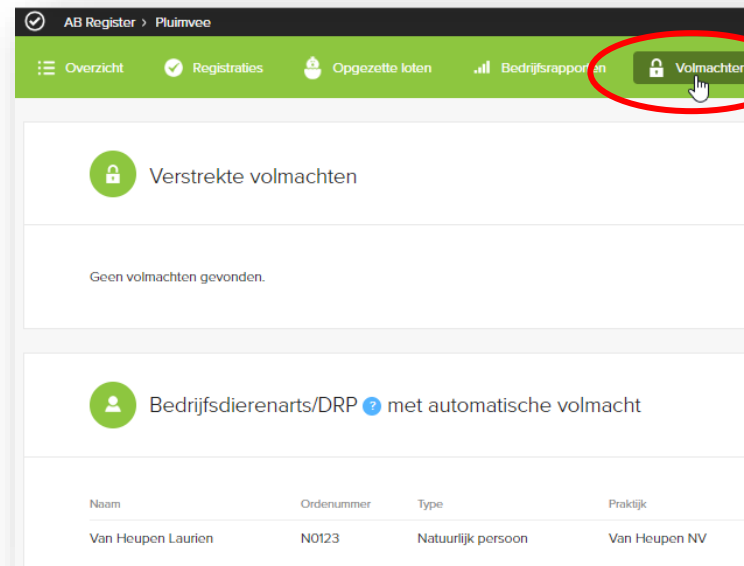 AB Register > Pluimvee
Overzicht Registraties Opgezette loten Bedrijfsrapporten Volmachten
Verstrekte volmachten
Geen volmachten gevonden.
Bedrijfsdierenarts/DRP ? met automatische volmacht
Naam Ordenummer Type Praktijk
Van Heupen Laurien N0123 Natuurlijk persoon Van Heupen NV